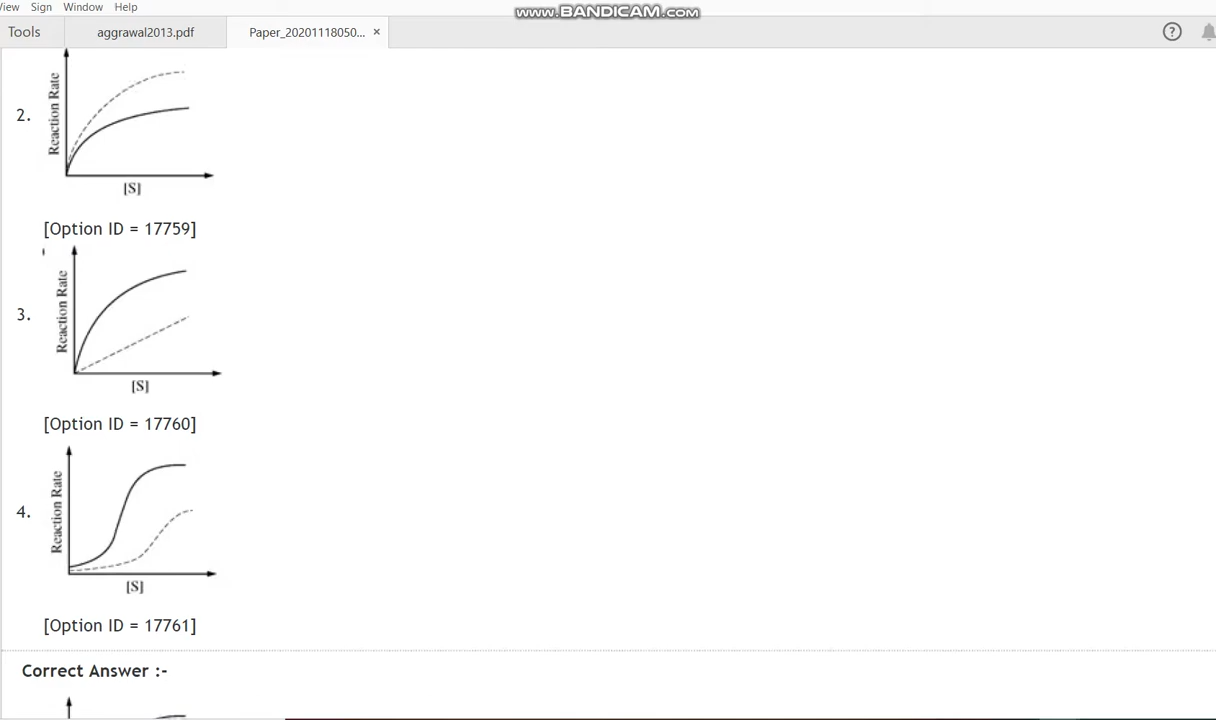 View Sign Window Help
www.BANDICAM.com
Tools aggrawal2013.pdf Paper_20201118050... ×
?
2.
Reaction Rate
[S]
[Option ID = 17759]
3.
Reaction Rate
[S]
[Option ID = 17760]
4.
Reaction Rate
[S]
[Option ID = 17761]
Correct Answer :-